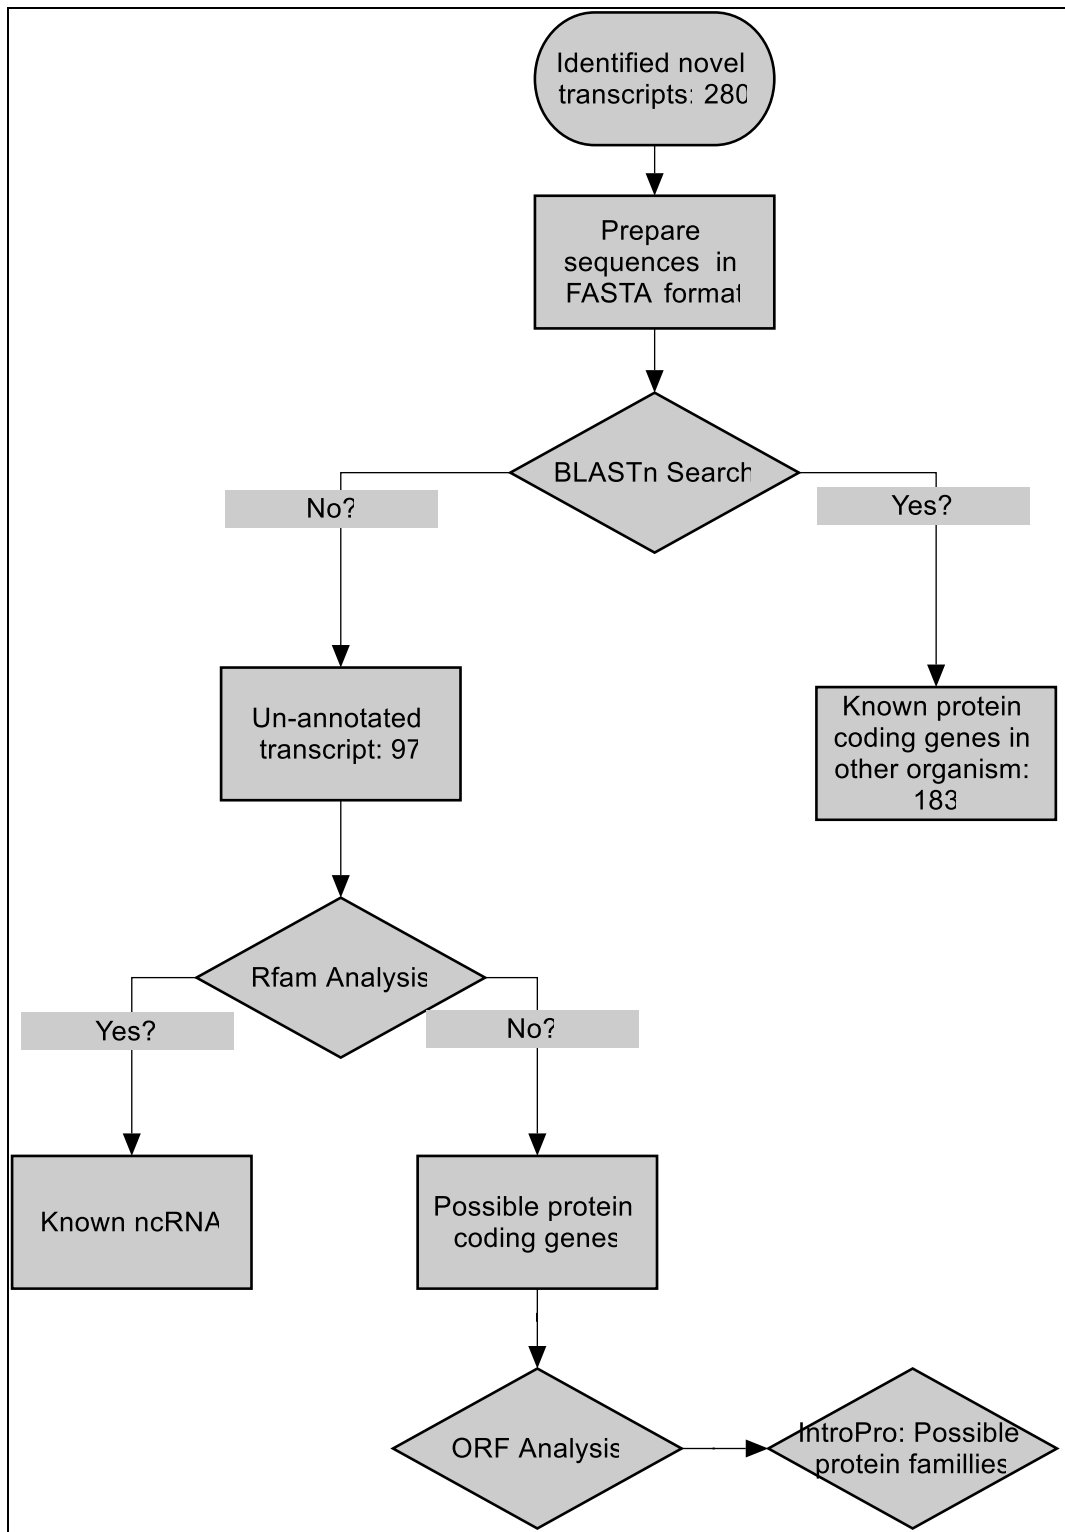 Identified novel
transcripts: 280
Prepare
sequences in
FASTA format
BLASTn Search
No?
Yes?
Un-annotated
transcript: 97
Known protein
coding genes in
other organism:
183
Rfam Analysis
Yes?
No?
Known ncRNA
Possible protein
coding genes
ORF Analysis
IntroPro: Possible
protein famillies